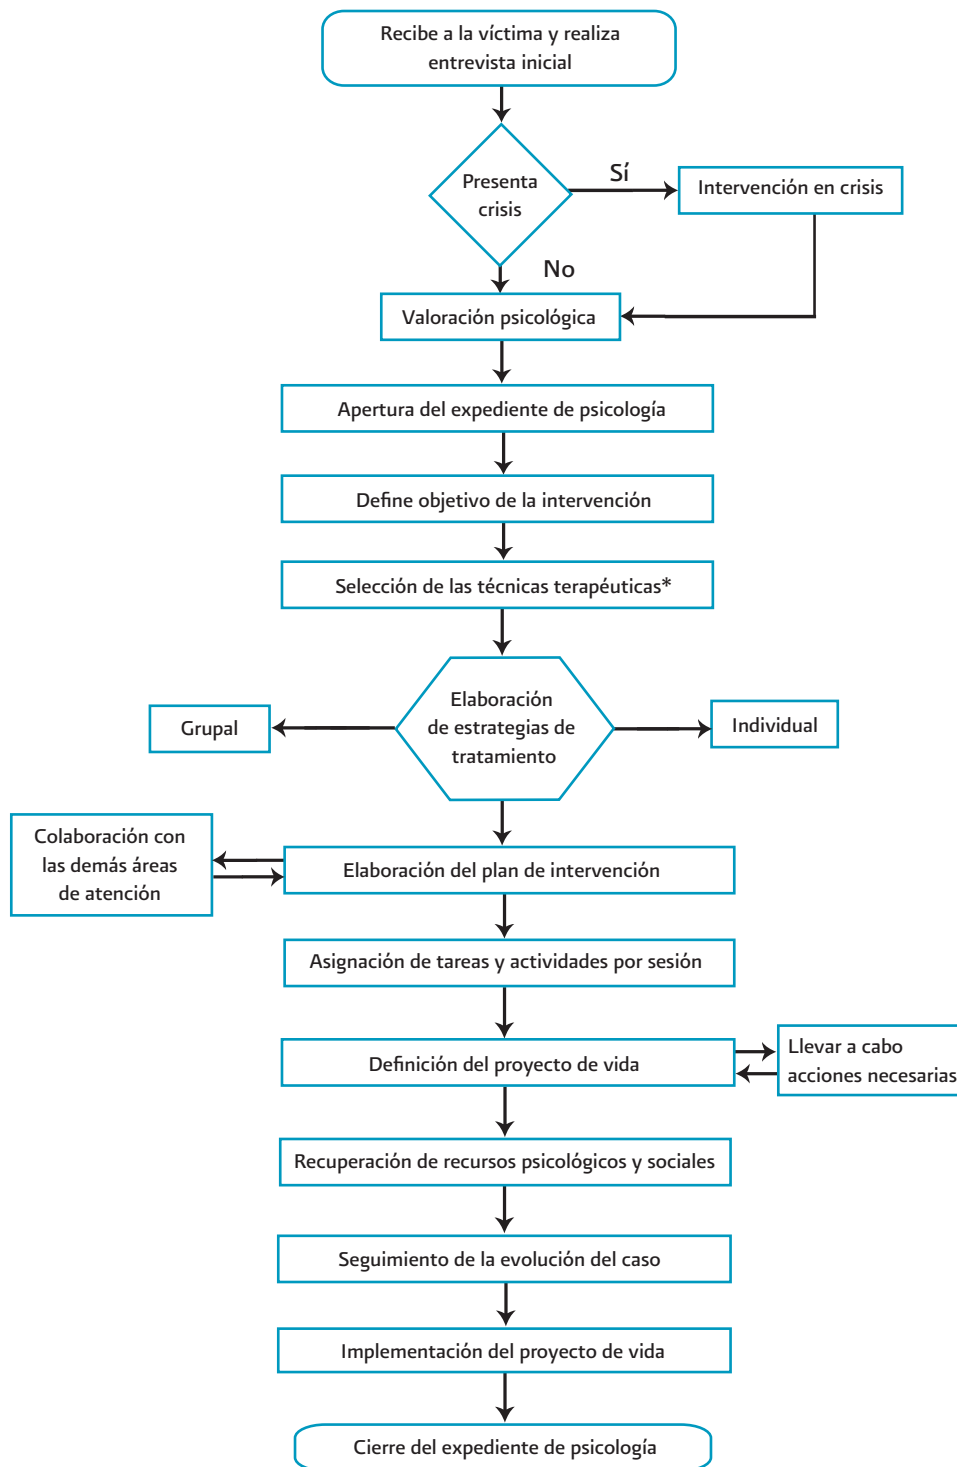 Recibe a la víctima y realiza
entrevista inicial
Presenta
crisis
Sí
Intervención en crisis
No
Valoración psicológica
Apertura del expediente de psicología
Define objetivo de la intervención
Selección de las técnicas terapéuticas*
Elaboración
de estrategias de
tratamiento
Grupal
Individual
Colaboración con
las demás áreas
de atención
Elaboración del plan de intervención
Asignación de tareas y actividades por sesión
Definición del proyecto de vida
Llevar a cabo
acciones necesarias
Recuperación de recursos psicológicos y sociales
Seguimiento de la evolución del caso
Implementación del proyecto de vida
Cierre del expediente de psicología